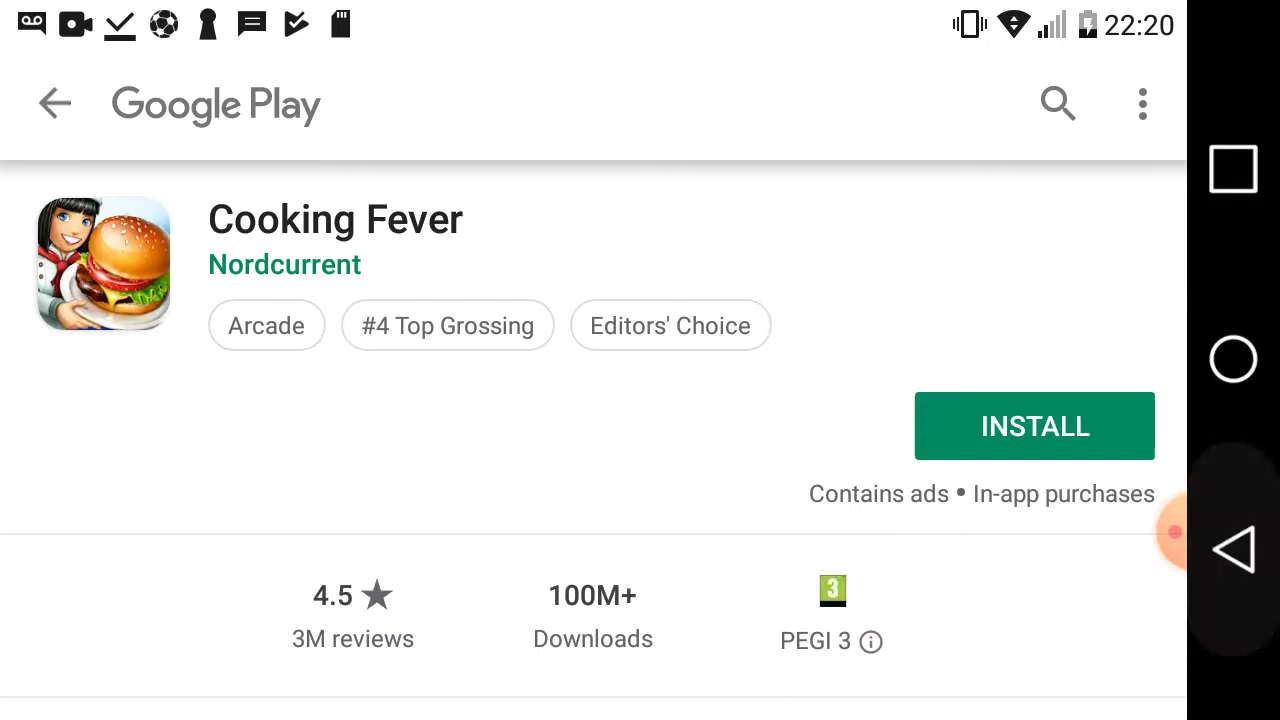 22:20
Google Play
Cooking Fever
Nordcurrent
Arcade
#4 Top Grossing
Editors' Choice
INSTALL
Contains ads • In-app purchases
4.5 ★
100M+
3
3M reviews
Downloads
PEGI 3